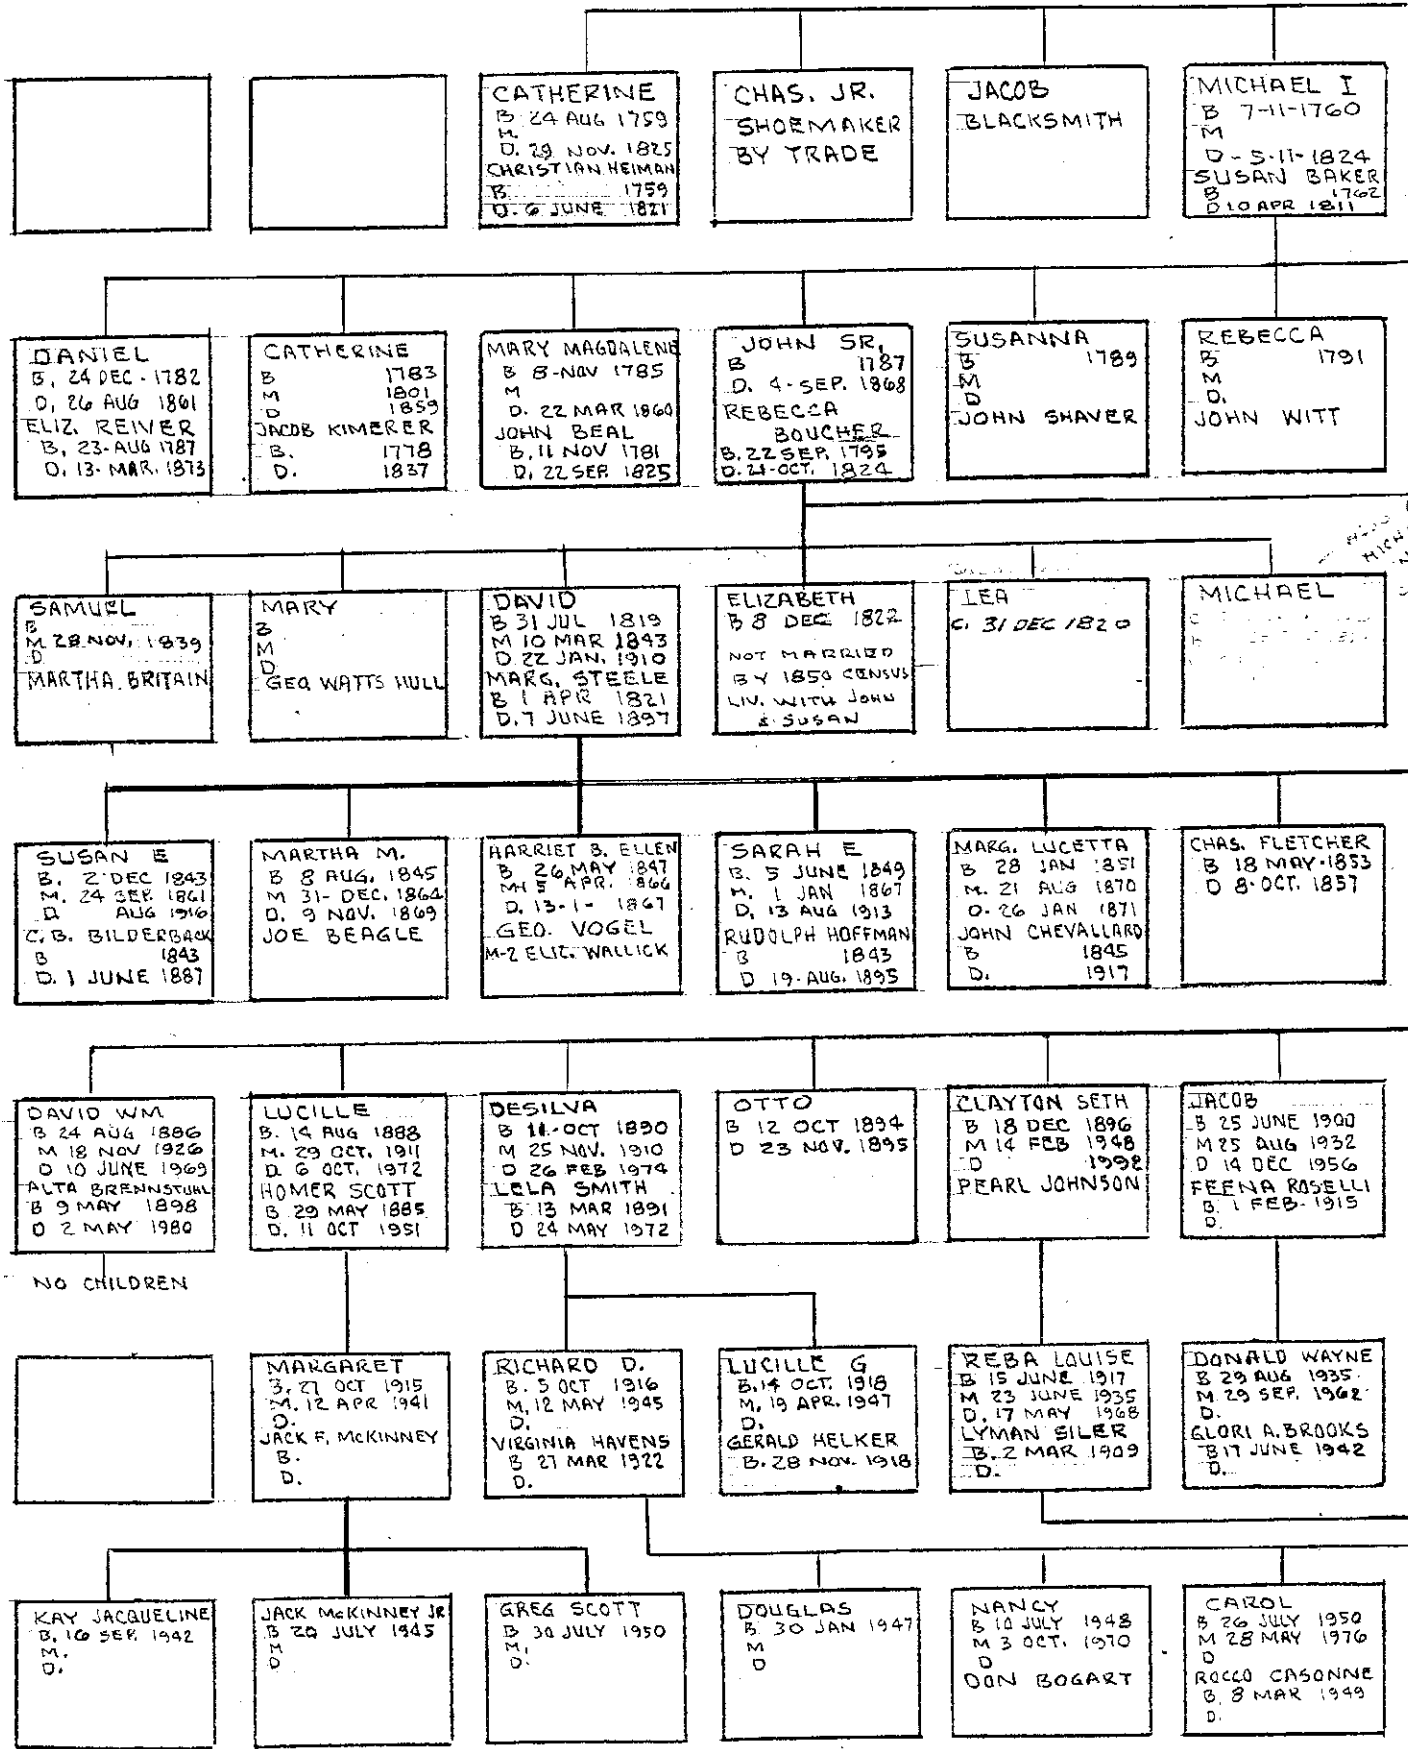 CATHERINE
B. 24 AUG 1759
M.
D. 29 NOV. 1825
CHRISTIAN HEIMAN
B 1759
D. 6 JUNE 1821
CHAS. JR.
SHOEMAKER
BY TRADE
JACOB
BLACKSMITH
MICHAEL I
B 7-11-1760
M
D - 5-11-1824
SUSAN BAKER
B 1762
D 10 APR 1811
DANIEL
B, 24 DEC - 1782
D, 26 AUG 1861
ELIZ. REIVER
B, 23-AUG 1787
D, 13-MAR. 1873
CATHERINE
B 1783
M 1801
D 1859
JACOB KIMERER
B. 1778
D. 1837
MARY MAGDALENE
B 8-NOV 1785
M
D. 22 MAR 1860
JOHN BEAL
B, 11 NOV 1781
D, 22 SEP. 1825
JOHN SR,
B 1787
D. 4-SEP. 1868
REBECCA
BOUCHER
B. 22 SEP. 1795
D. 21-OCT. 1824
SUSANNA
B 1789
M
D
JOHN SHAVER
REBECCA
B 1791
M
D.
JOHN WITT
SAMUEL
B
M 28 NOV, 1839
D
MARTHA. BRITAIN
MARY
B
M
D
GEO. WATTS HULL
DAVID
B 31 JUL 1819
M 10 MAR 1843
D. 22 JAN. 1910
MARG. STEELE
B 1 APR 1821
D. 7 JUNE 1897
ELIZABETH
B 8 DEC 1822
NOT MARRIED
BY 1850 CENSUS
LIV. WITH JOHN
& SUSAN
LEA
C. 31 DEC 1820
MICHAEL
SUSAN E
B. 2 DEC 1843
M. 24 SEP. 1861
D. AUG 1916
C. B. BILDERBACK
B 1843
D. 1 JUNE 1887
MARTHA M.
B 8 AUG. 1845
M 31- DEC. 1864
D. 9 NOV. 1869
JOE BEAGLE
HARRIET B. ELLEN
B 26 MAY 1847
M-1 5 APR. 1866
D. 13-1- 1867
GEO. VOGEL
M-2 ELIZ. WALLICK
SARAH E
B. 5 JUNE 1849
M. 1 JAN 1867
D, 13 AUG 1913
RUDOLPH HOFFMAN
B 1843
D 19. AUG. 1895
MARG. LUCETTA
B 28 JAN 1851
M. 21 AUG 1870
D. 26 JAN 1871
JOHN CHEVALLARD
B 1845
D. 1917
CHAS. FLETCHER
B 18 MAY-1853
D 8-OCT. 1857
DAVID WM
B 24 AUG 1886
M 18 NOV 1926
D 10 JUNE 1969
ALTA BRENNSTUHL
B 9 MAY 1898
D 2 MAY 1980
NO CHILDREN
LUCILLE
B. 14 AUG 1888
M. 29 OCT. 1911
D. 6 OCT. 1972
HOMER SCOTT
B. 29 MAY 1885
D. 11 OCT 1951
DESILVA
B 11-OCT 1890
M 25 NOV. 1910
D 26 FEB 1974
LELA SMITH
B 13 MAR 1891
D 24 MAY 1972
OTTO
B 12 OCT 1894
D 23 NOV. 1895
CLAYTON SETH
B 18 DEC 1896
M 14 FEB 1948
D 1992
PEARL JOHNSON
JACOB
B 25 JUNE 1900
M 25 AUG 1932
D 14 DEC 1956
FEENA ROSELLI
B. 1 FEB. 1915
D.
MARGARET
B, 27 OCT 1915
M. 12 APR 1941
D.
JACK F. McKINNEY
B.
D.
RICHARD D.
B. 5 OCT 1916
M. 12 MAY 1945
D.
VIRGINIA HAVENS
B 27 MAR 1922
D.
LUCILLE G
B. 14 OCT. 1918
M, 19 APR. 1947
D.
GERALD HELKER
B. 28 NOV. 1918
REBA LOUISE
B 15 JUNE 1917
M 23 JUNE 1935
D. 17 MAY 1968
LYMAN SILER
B. 2 MAR 1909
D.
DONALD WAYNE
B 29 AUG 1935.
M. 29 SEP. 1962
D.
GLORI A. BROOKS
B 17 JUNE 1942
D.
KAY JACQUELINE
B. 16 SEP. 1942
M.
D.
JACK McKINNEY JR
B 20 JULY 1945
M
D
GREG SCOTT
B 30 JULY 1950
M.
D.
DOUGLAS
B. 30 JAN 1947
M
D
NANCY
B 10 JULY 1948
M 3 OCT. 1970
D
DON BOGART
CAROL
B 26 JULY 1950
M 28 MAY 1976
D
ROCCO CASONNE
B. 8 MAR 1949
D.